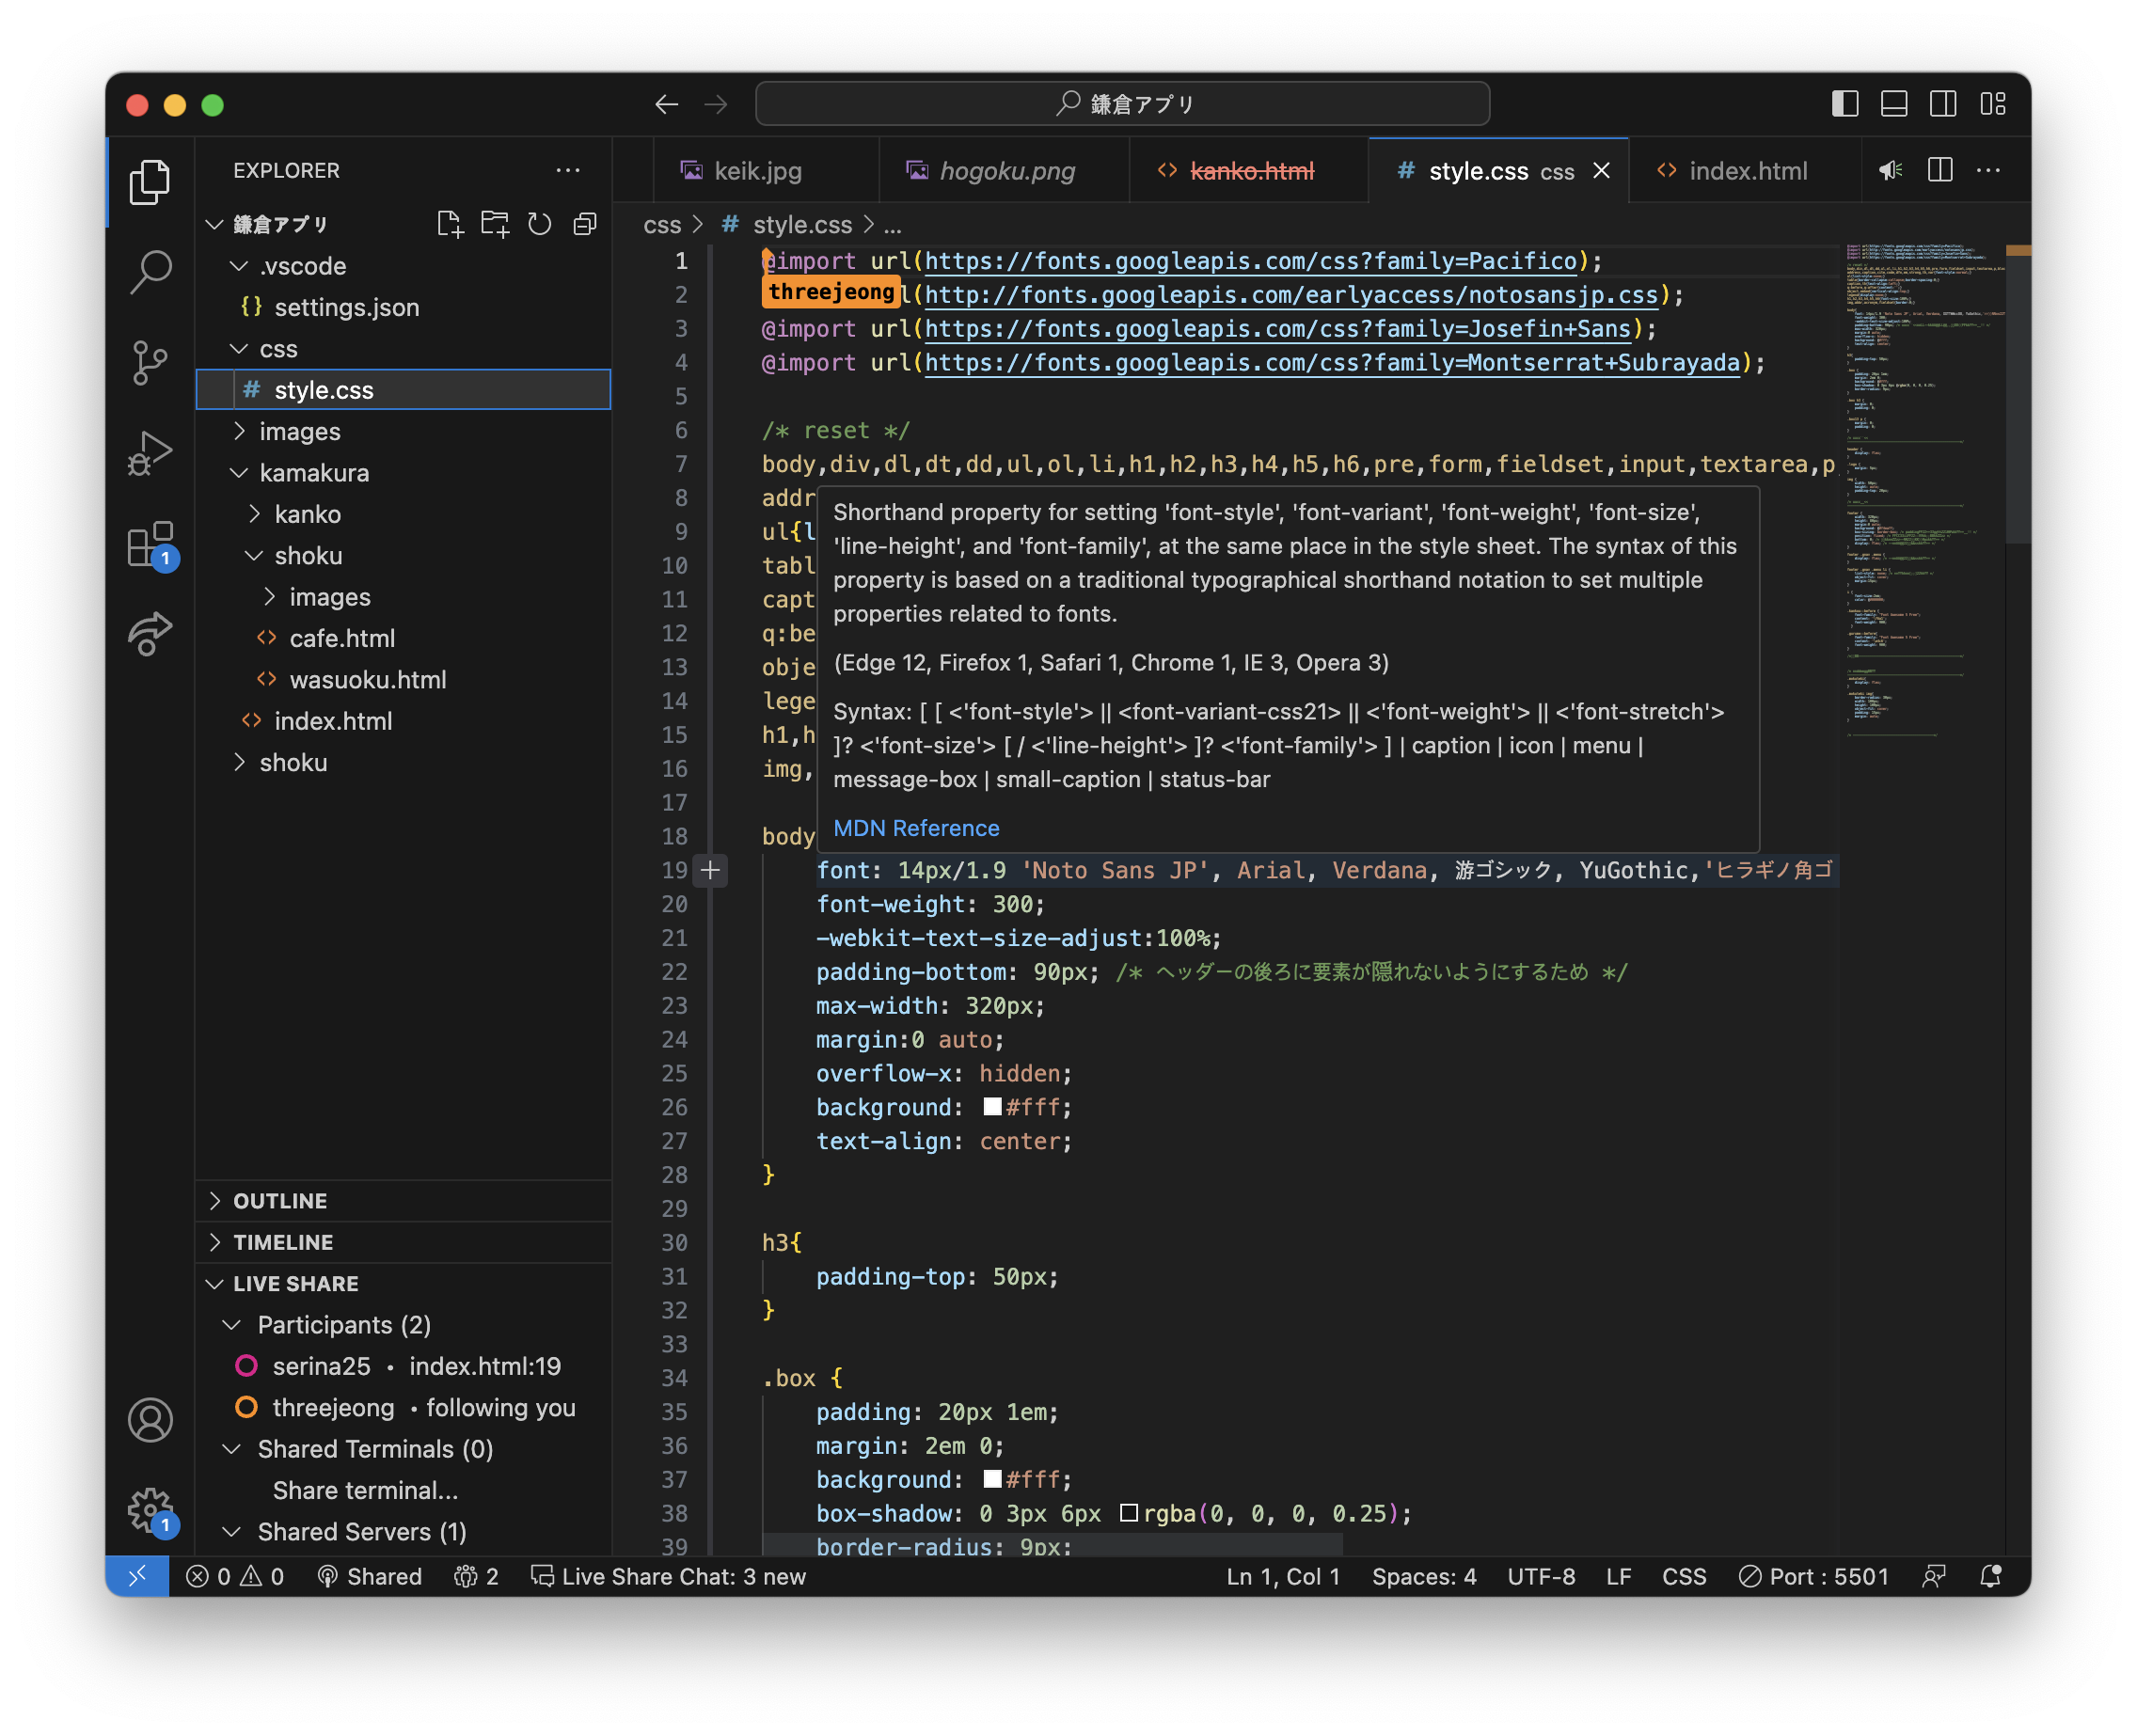 鎌倉アプリ
EXPLORER
鎌倉アプリ
.vscode
{} settings.json
css
# style.css
images
kamakura
kanko
shoku
images
<> cafe.html
<> wasuoku.html
<> index.html
shoku
OUTLINE
TIMELINE
LIVE SHARE
Participants (2)
serina25 • index.html:19
threejeong • following you
Shared Terminals (0)
Share terminal...
Shared Servers (1)
1
1
keik.jpg
hogoku.png
<> kanko.html
# style.css css
<> index.html
css > # style.css > ...
1 @import url(https://fonts.googleapis.com/css?family=Pacifico);
threejeong
2 l(http://fonts.googleapis.com/earlyaccess/notosansjp.css);
3 @import url(https://fonts.googleapis.com/css?family=Josefin+Sans);
4 @import url(https://fonts.googleapis.com/css?family=Montserrat+Subrayada);
5
6 /* reset */
7 body,div,dl,dt,dd,ul,ol,li,h1,h2,h3,h4,h5,h6,pre,form,fieldset,input,textarea,p,
8 addr
9 ul{l
10 tabl
11 capt
12 q:be
13 obje
14 lege
15 h1,h
16 img,
17
18 body
Shorthand property for setting 'font-style', 'font-variant', 'font-weight', 'font-size',
'line-height', and 'font-family', at the same place in the style sheet. The syntax of this
property is based on a traditional typographical shorthand notation to set multiple
properties related to fonts.
(Edge 12, Firefox 1, Safari 1, Chrome 1, IE 3, Opera 3)
Syntax: [ [ <'font-style'> || <font-variant-css21> || <'font-weight'> || <'font-stretch'>
]? <'font-size'> [ / <'line-height'> ]? <'font-family'> ] | caption | icon | menu |
message-box | small-caption | status-bar
MDN Reference
19 font: 14px/1.9 'Noto Sans JP', Arial, Verdana, 游ゴシック, YuGothic,'ヒラギノ角ゴ
20 font-weight: 300;
21 -webkit-text-size-adjust:100%;
22 padding-bottom: 90px; /* ヘッダーの後ろに要素が隠れないようにするため */
23 max-width: 320px;
24 margin:0 auto;
25 overflow-x: hidden;
26 background: #fff;
27 text-align: center;
28 }
29
30 h3{
31 padding-top: 50px;
32 }
33
34 .box {
35 padding: 20px 1em;
36 margin: 2em 0;
37 background: #fff;
38 box-shadow: 0 3px 6px rgba(0, 0, 0, 0.25);
39 border-radius: 9px;
0 0 Shared 2 Live Share Chat: 3 new Ln 1, Col 1 Spaces: 4 UTF-8 LF CSS Port : 5501